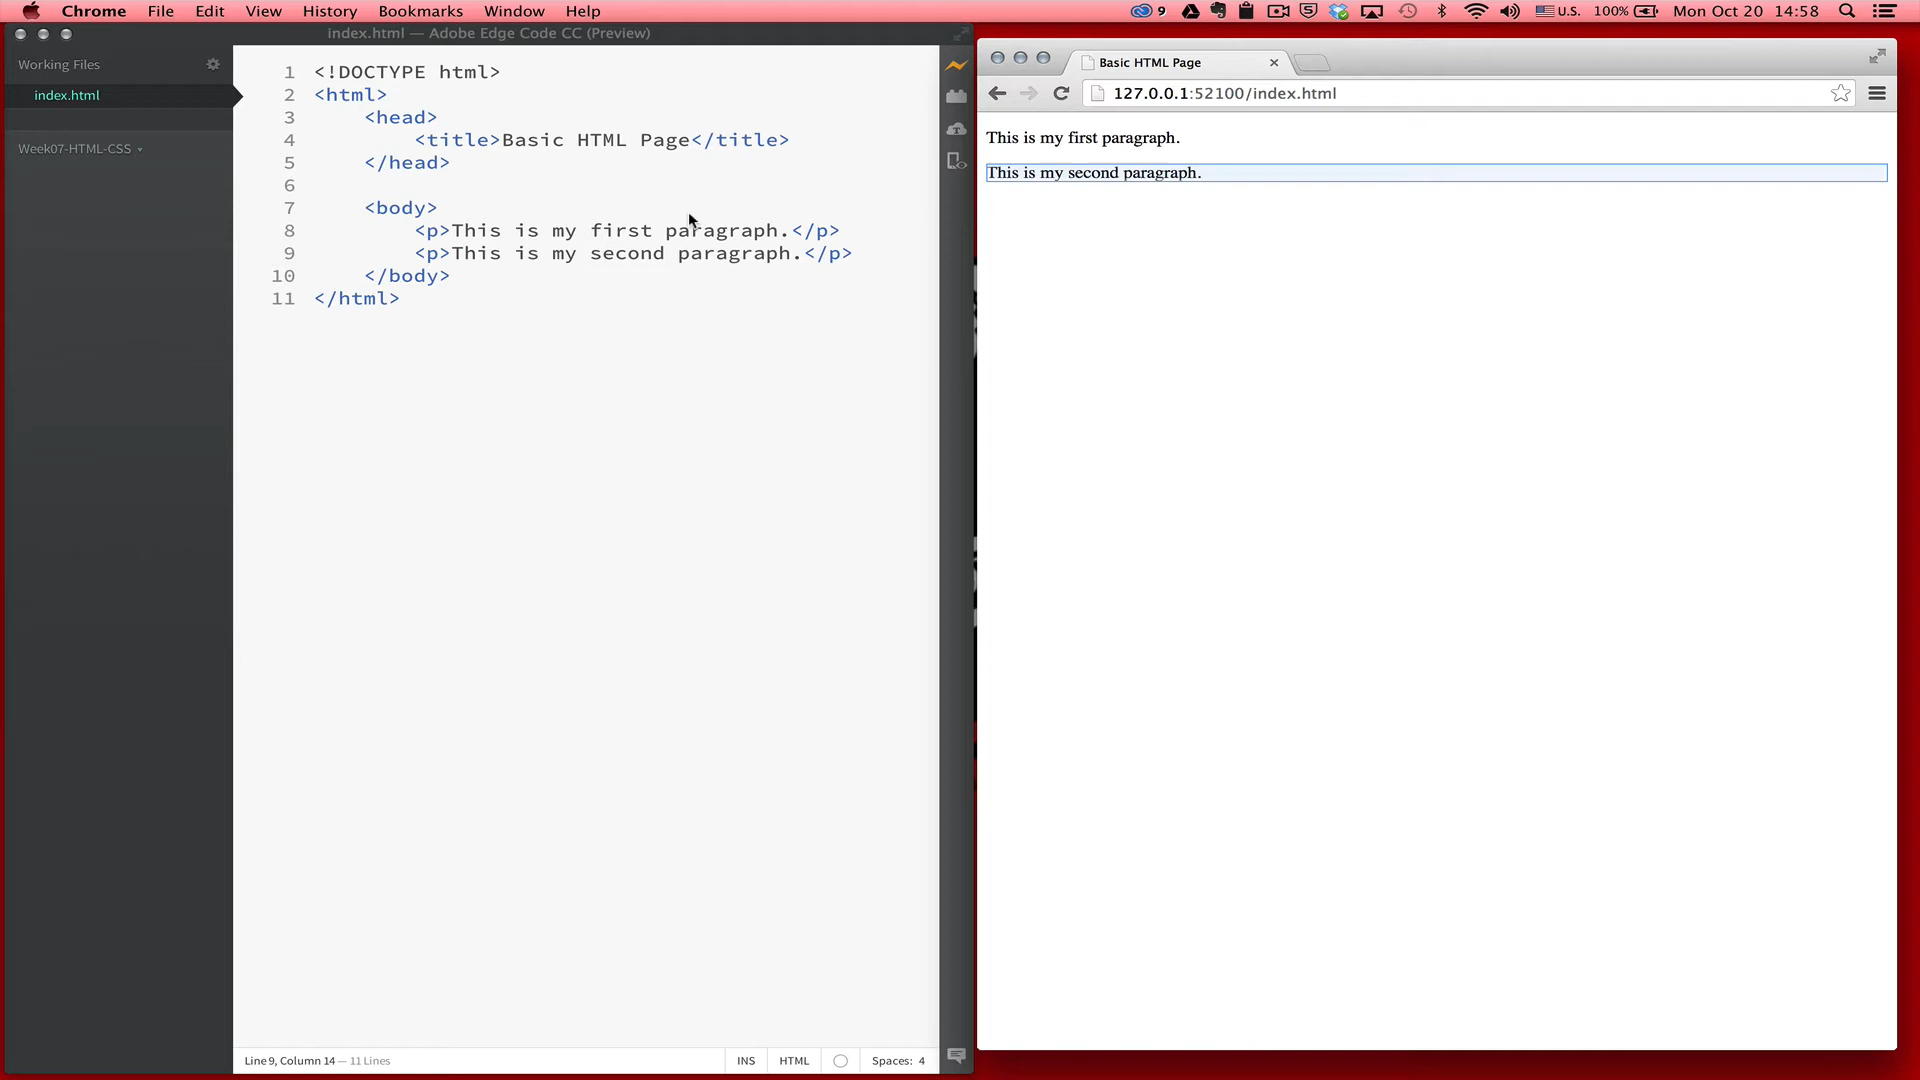 Chrome File Edit View History Bookmarks Window Help 9 U.S. 100% Mon Oct 20 14:58
index.html — Adobe Edge Code CC (Preview)
Working Files
index.html
Week07-HTML-CSS
1 <!DOCTYPE html>
2 <html>
3 <head>
4 <title>Basic HTML Page</title>
5 </head>
6
7 <body>
8 <p>This is my first paragraph.</p>
9 <p>This is my second paragraph.</p>
10 </body>
11 </html>
Line 9, Column 14 — 11 Lines INS HTML Spaces: 4
Basic HTML Page
127.0.0.1:52100/index.html
This is my first paragraph.
This is my second paragraph.